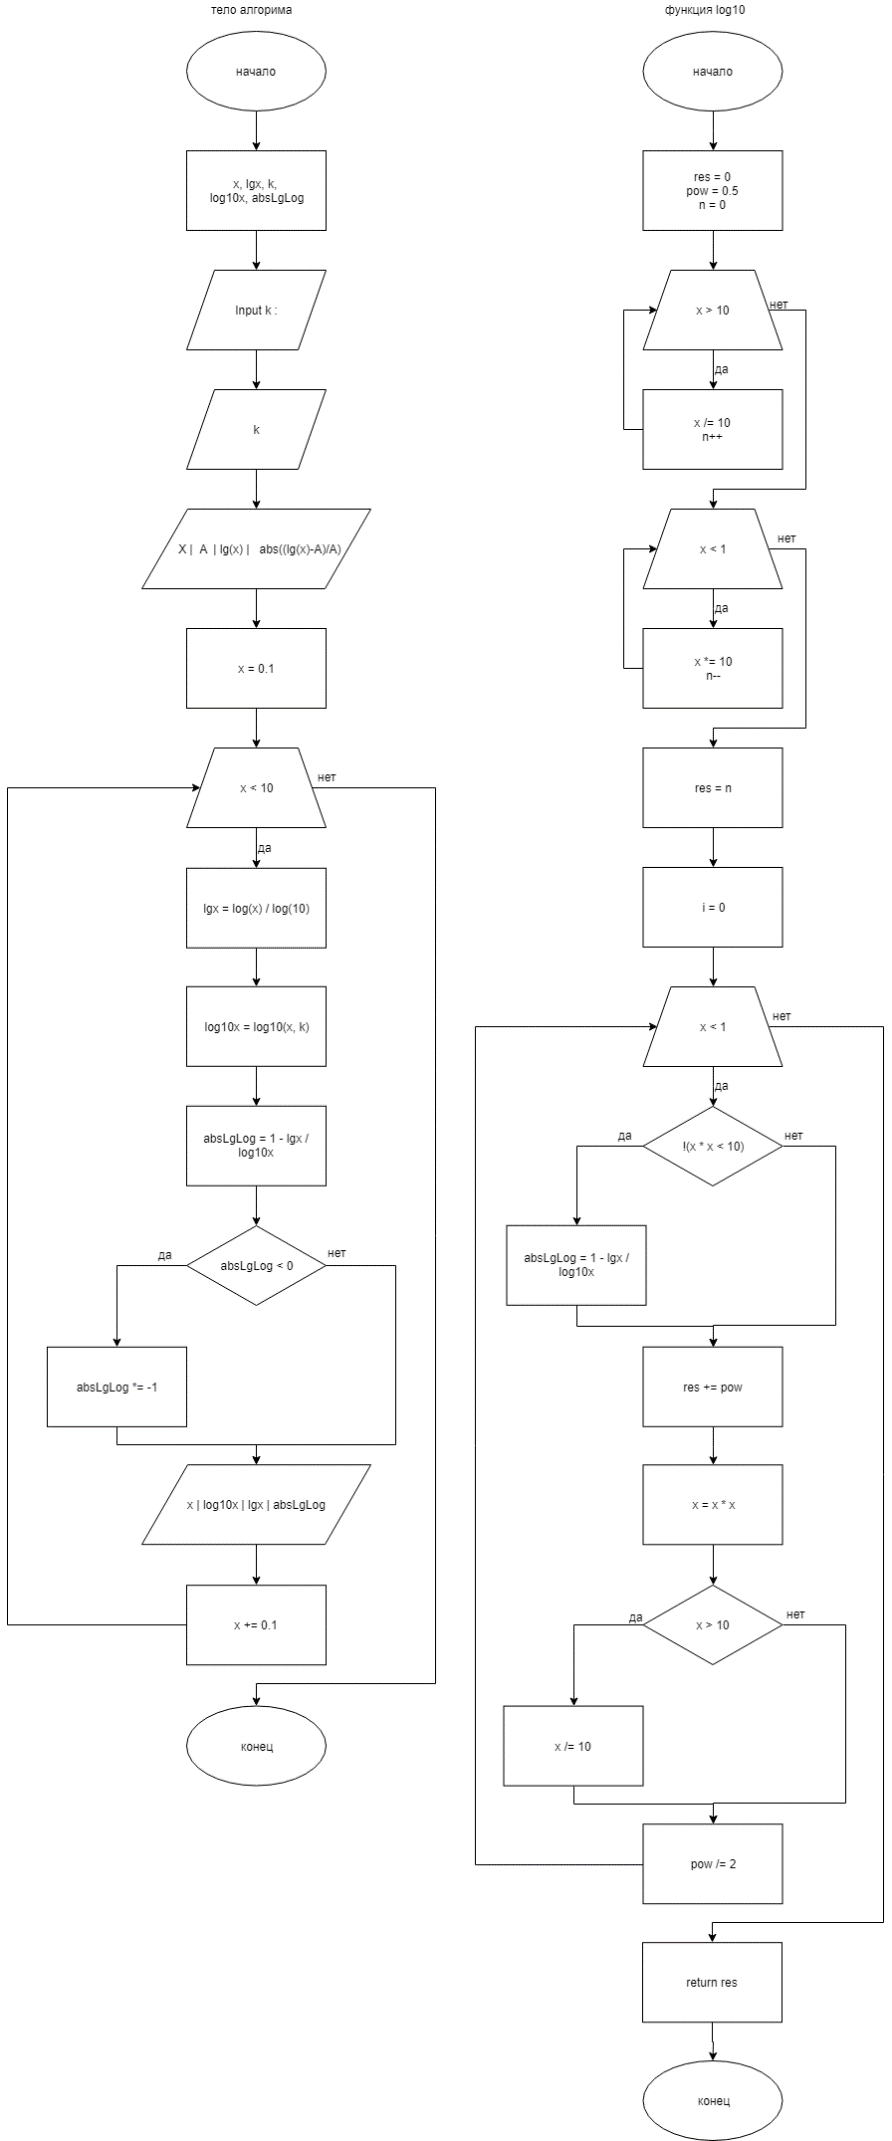 тело алгорима
начало
x, lgx, k,
log10x, absLgLog
Input k :
k
X | A | lg(x) | abs((lg(x)-A)/A)
x = 0.1
x < 10
нет
да
lgx = log(x) / log(10)
log10x = log10(x, k)
absLgLog = 1 - lgx /
log10x
absLgLog < 0
да
нет
absLgLog *= -1
x | log10x | lgx | absLgLog
x += 0.1
конец
функция log10
начало
res = 0
pow = 0.5
n = 0
x > 10
нет
да
x /= 10
n++
x < 1
нет
да
x *= 10
n--
res = n
i = 0
x < 1
нет
да
!(x * x < 10)
да
нет
absLgLog = 1 - lgx /
log10x
res += pow
x = x * x
x > 10
да
нет
x /= 10
pow /= 2
return res
конец